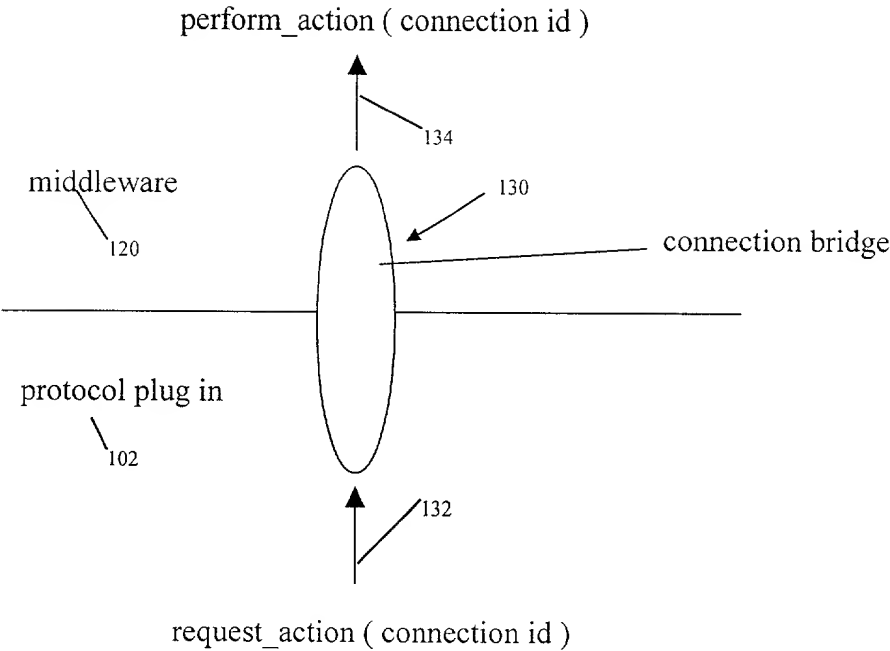 perform_action ( connection id )
134
middleware
130
120
connection bridge
protocol plug in
102
132
request_action ( connection id )